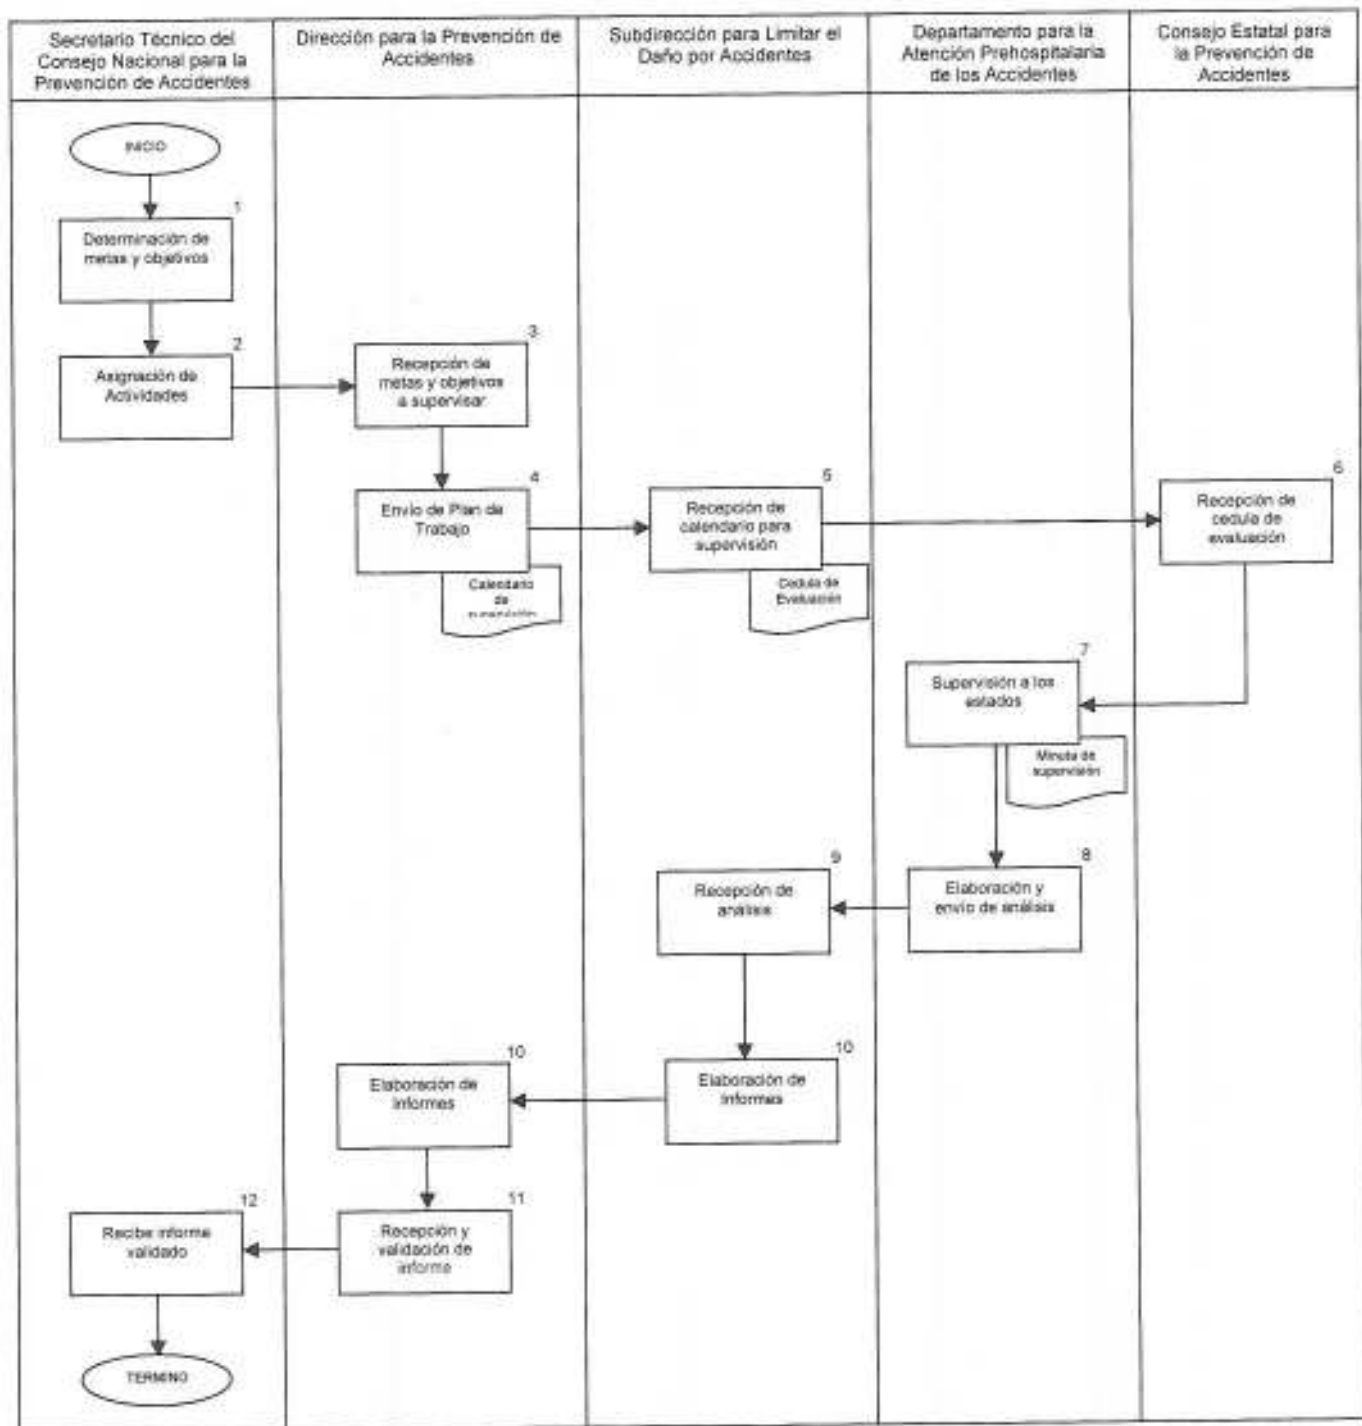 Secretario Técnico del
Consejo Nacional para la
Prevención de Accidentes
Dirección para la Prevención de
Accidentes
Subdirección para Limitar el
Daño por Accidentes
Departamento para la
Atención Prehospitalaria
de los Accidentes
Consejo Estatal para
la Prevención de
Accidentes
INICIO
1
Determinación de
metas y objetivos
2
Asignación de
Actividades
3
Recepción de
metas y objetivos
a supervisar
4
Envío de Plan de
Trabajo
Calendario
de
supervisión
5
Recepción de
calendario para
supervisión
Cedula de
Evaluación
6
Recepción de
cedula de
evaluación
7
Supervisión a los
estados
Minuta de
supervisión
8
Elaboración y
envío de análisis
9
Recepción de
análisis
10
Elaboración de
Informes
10
Elaboración de
Informes
11
Recepción y
validación de
informe
12
Recibe informe
validado
TERMINO